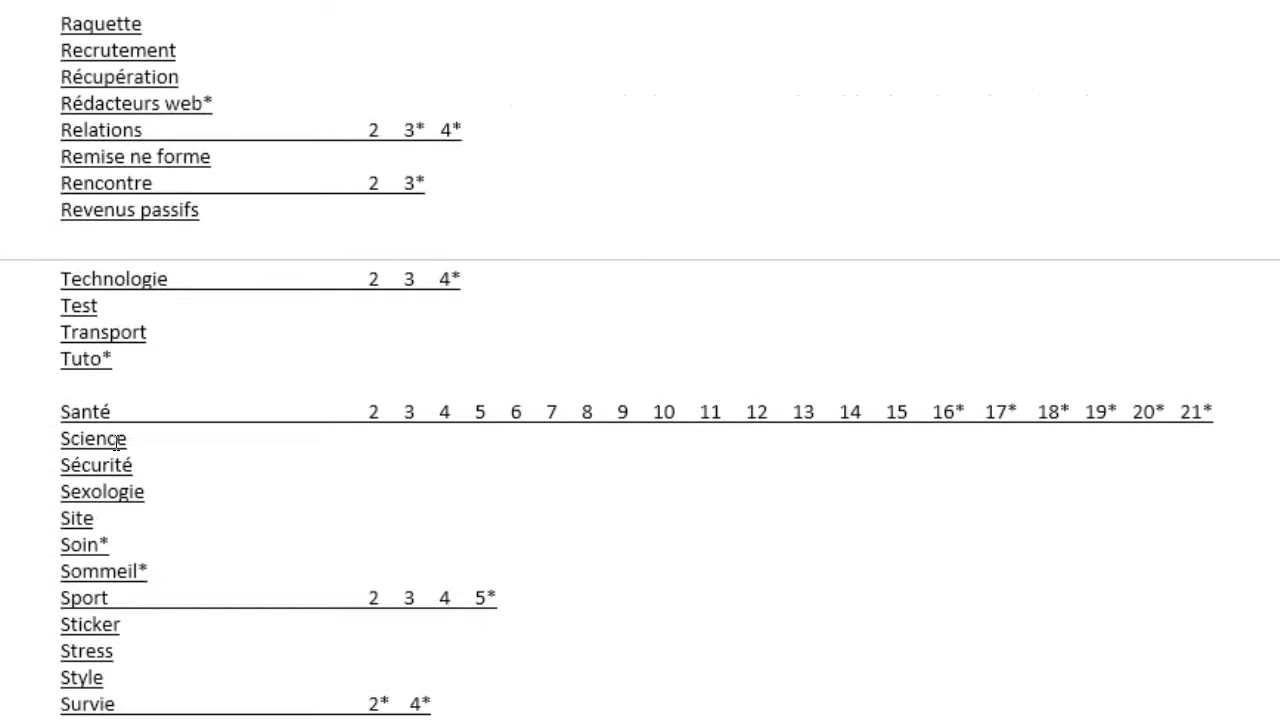 Raquette
Recrutement
Récupération
Rédacteurs web*
Relations 2 3* 4*
Remise ne forme
Rencontre 2 3*
Revenus passifs
Technologie 2 3 4*
Test
Transport
Tuto*
Santé 2 3 4 5 6 7 8 9 10 11 12 13 14 15 16* 17* 18* 19* 20* 21*
Science
Sécurité
Sexologie
Site
Soin*
Sommeil*
Sport 2 3 4 5*
Sticker
Stress
Style
Survie 2* 4*